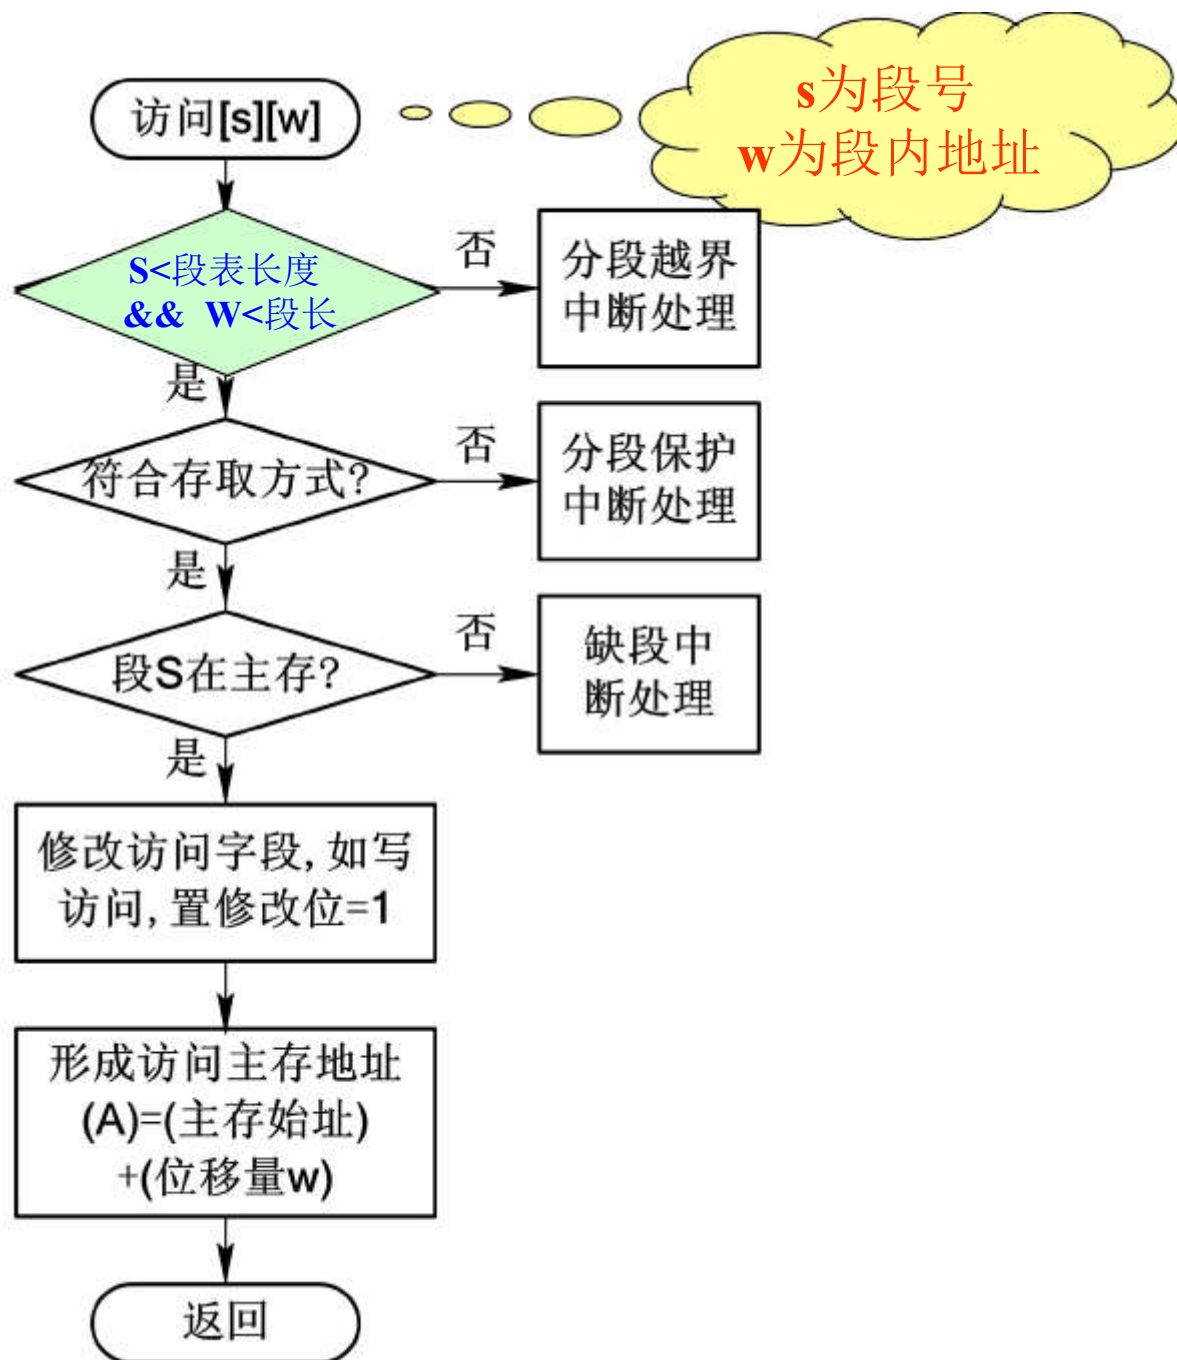 访问[s][w]
s为段号
w为段内地址
S<段表长度
&& W<段长
否
分段越界
中断处理
是
符合存取方式?
否
分段保护
中断处理
是
段S在主存?
否
缺段中
断处理
是
修改访问字段,如写
访问,置修改位=1
形成访问主存地址
(A)=(主存始址)
+(位移量w)
返回